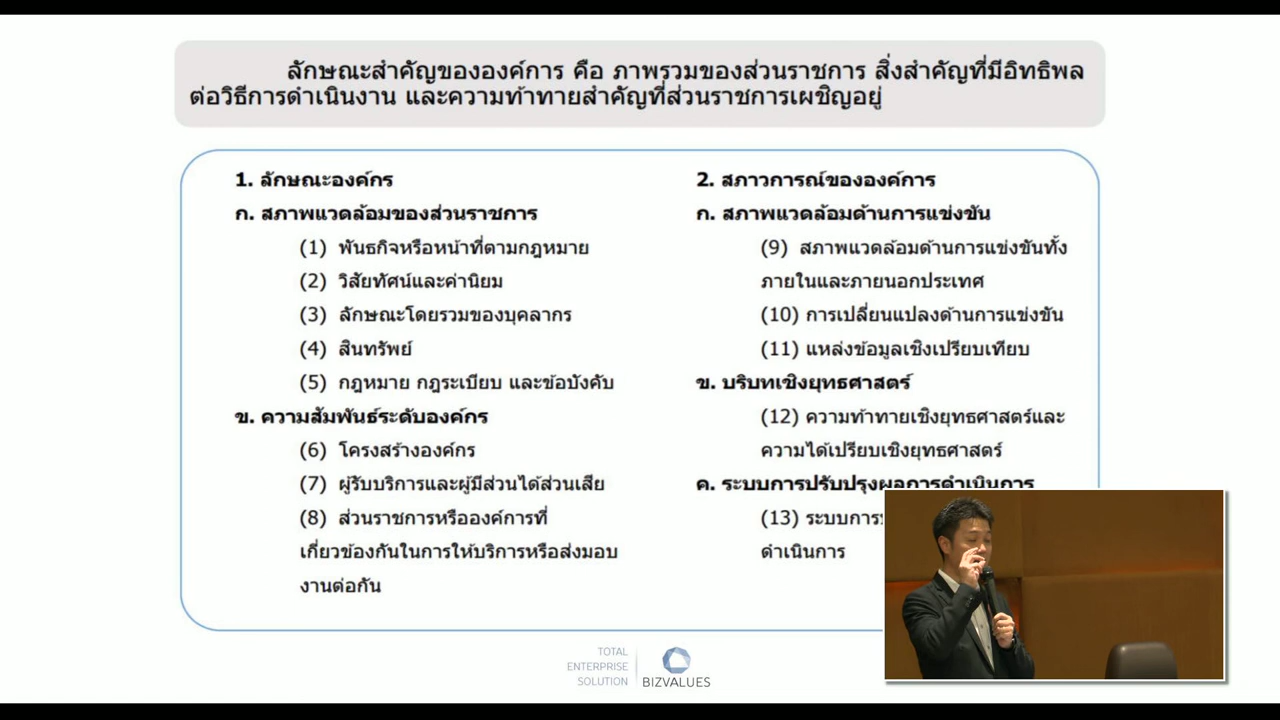 ลักษณะสำคัญขององค์การ คือ ภาพรวมของส่วนราชการ สิ่งสำคัญที่มีอิทธิพล
ต่อวิธีการดำเนินงาน และความท้าทายสำคัญที่ส่วนราชการเผชิญอยู่
1. ลักษณะองค์กร
ก. สภาพแวดล้อมของส่วนราชการ
(1) พันธกิจหรือหน้าที่ตามกฎหมาย
(2) วิสัยทัศน์และค่านิยม
(3) ลักษณะโดยรวมของบุคลากร
(4) สินทรัพย์
(5) กฎหมาย กฎระเบียบ และข้อบังคับ
ข. ความสัมพันธ์ระดับองค์กร
(6) โครงสร้างองค์กร
(7) ผู้รับบริการและผู้มีส่วนได้ส่วนเสีย
(8) ส่วนราชการหรือองค์การที่
เกี่ยวข้องกันในการให้บริการหรือส่งมอบ
งานต่อกัน
2. สภาวการณ์ขององค์การ
ก. สภาพแวดล้อมด้านการแข่งขัน
(9) สภาพแวดล้อมด้านการแข่งขันทั้ง
ภายในและภายนอกประเทศ
(10) การเปลี่ยนแปลงด้านการแข่งขัน
(11) แหล่งข้อมูลเชิงเปรียบเทียบ
ข. บริบทเชิงยุทธศาสตร์
(12) ความท้าทายเชิงยุทธศาสตร์และ
ความได้เปรียบเชิงยุทธศาสตร์
ค. ระบบการปรับปรุงผลการดำเนินการ
(13) ระบบการ
ดำเนินการ
TOTAL
ENTERPRISE
SOLUTION
BIZVALUES